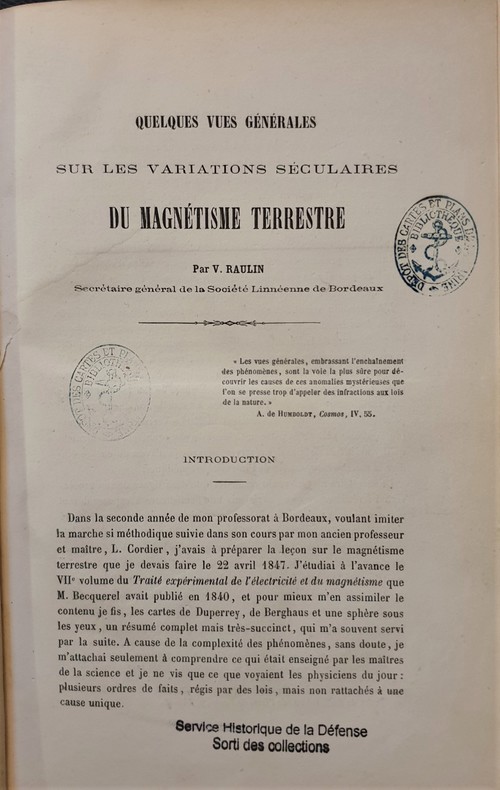 QUELQUES VUES GÉNÉRALES
SUR LES VARIATIONS SÉCULAIRES
DU MAGNÉTISME TERRESTRE
Par V. RAULIN
Secrétaire général de la Société Linnéenne de Bordeaux
DÉPOT DES CARTES ET PLANS DE
BIBLIOTHÈQUE
DES CARTES ET
« Les vues générales, embrassant l'enchaînement
des phénomènes, sont la voie la plus sûre pour dé-
couvrir les causes de ces anomalies mystérieuses que
l'on se presse trop d'appeler des infractions aux lois
de la nature. »
A. de HUMBOLDT, Cosmos, IV, 55.
INTRODUCTION
Dans la seconde année de mon professorat à Bordeaux, voulant imiter
la marche si méthodique suivie dans son cours par mon ancien professeur
et maître, L. Cordier, j'avais à préparer la leçon sur le magnétisme
terrestre que je devais faire le 22 avril 1847. J'étudiai à l'avance le
VIIe volume du Traité expérimental de l'électricité et du magnétisme que
M. Becquerel avait publié en 1840, et pour mieux m'en assimiler le
contenu je fis, les cartes de Duperrey, de Berghaus et une sphère sous
les yeux, un résumé complet mais très-succinct, qui m'a souvent servi
par la suite. A cause de la complexité des phénomènes, sans doute, je
m'attachai seulement à comprendre ce qui était enseigné par les maîtres
de la science et je ne vis que ce que voyaient les physiciens du jour :
plusieurs ordres de faits, régis par des lois, mais non rattachés à une
cause unique.
Service Historique de la Défense
Sorti des collections